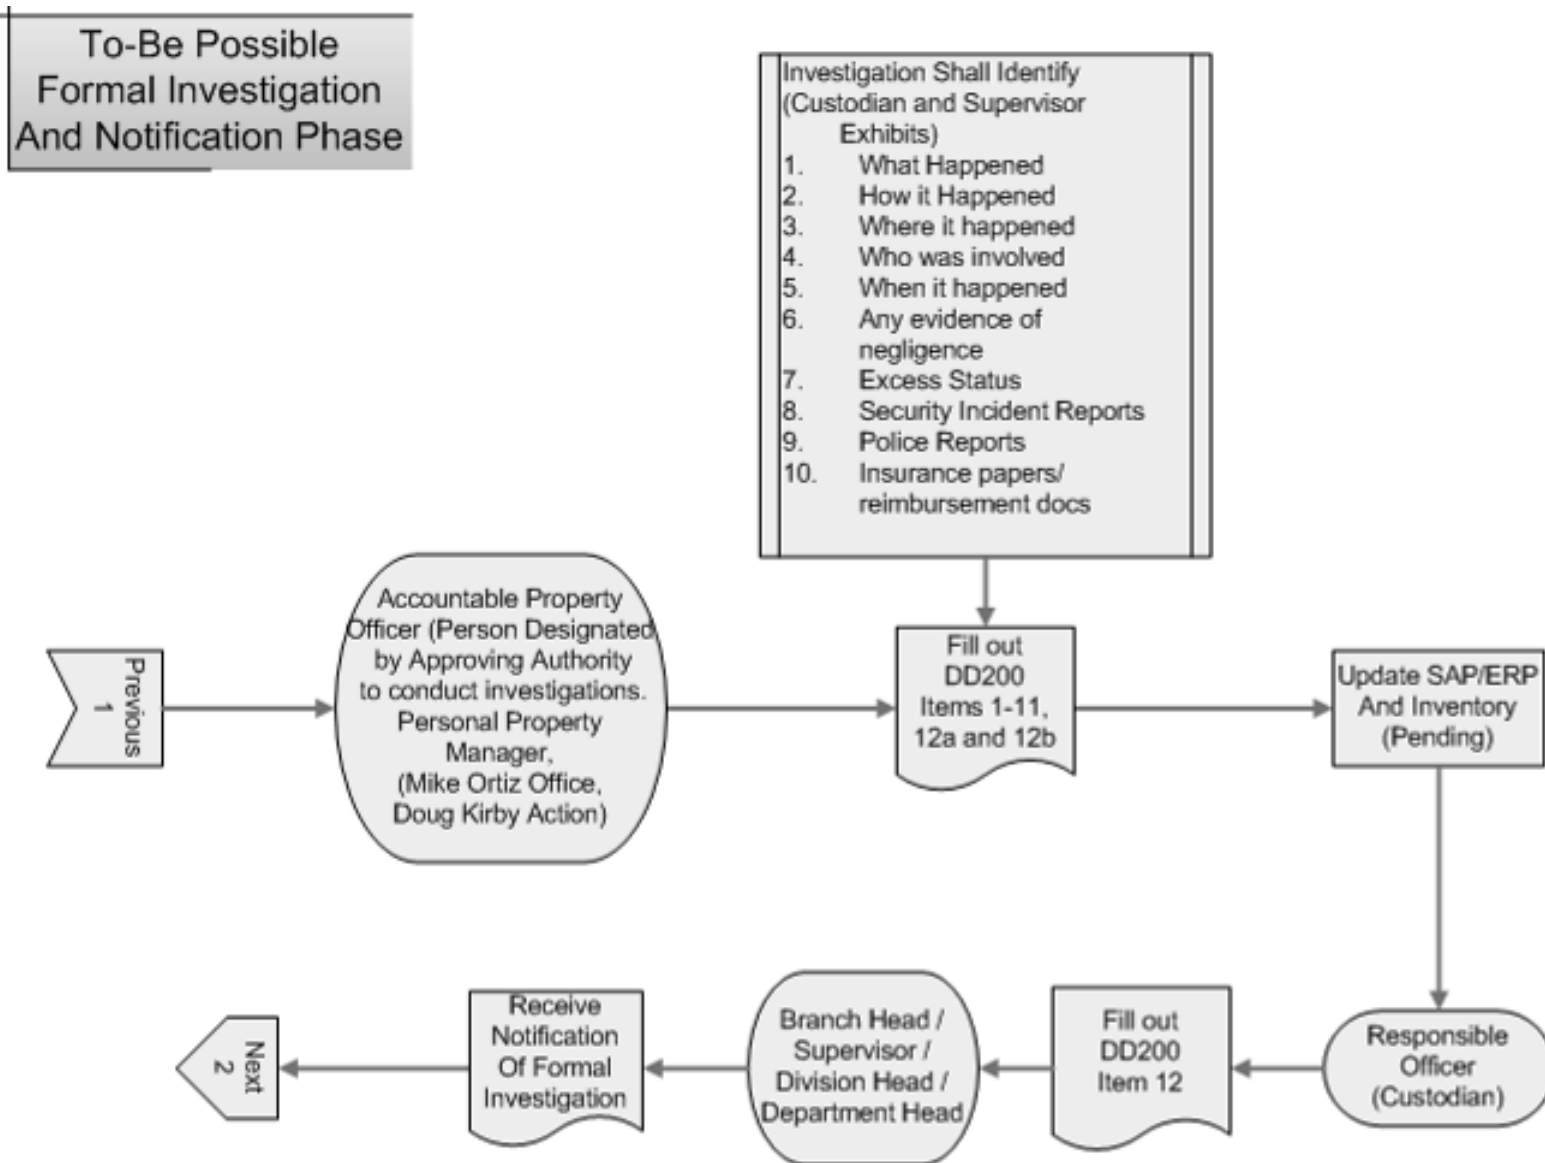 To-Be Possible
Formal Investigation
And Notification Phase
Investigation Shall Identify
(Custodian and Supervisor
Exhibits)
1. What Happened
2. How it Happened
3. Where it happened
4. Who was involved
5. When it happened
6. Any evidence of
negligence
7. Excess Status
8. Security Incident Reports
9. Police Reports
10. Insurance papers/
reimbursement docs
Previous
1
Accountable Property
Officer (Person Designated
by Approving Authority
to conduct investigations.
Personal Property
Manager,
(Mike Ortiz Office,
Doug Kirby Action)
Fill out
DD200
Items 1-11,
12a and 12b
Update SAP/ERP
And Inventory
(Pending)
Responsible
Officer
(Custodian)
Fill out
DD200
Item 12
Branch Head /
Supervisor /
Division Head /
Department Head
Receive
Notification
Of Formal
Investigation
Next
2